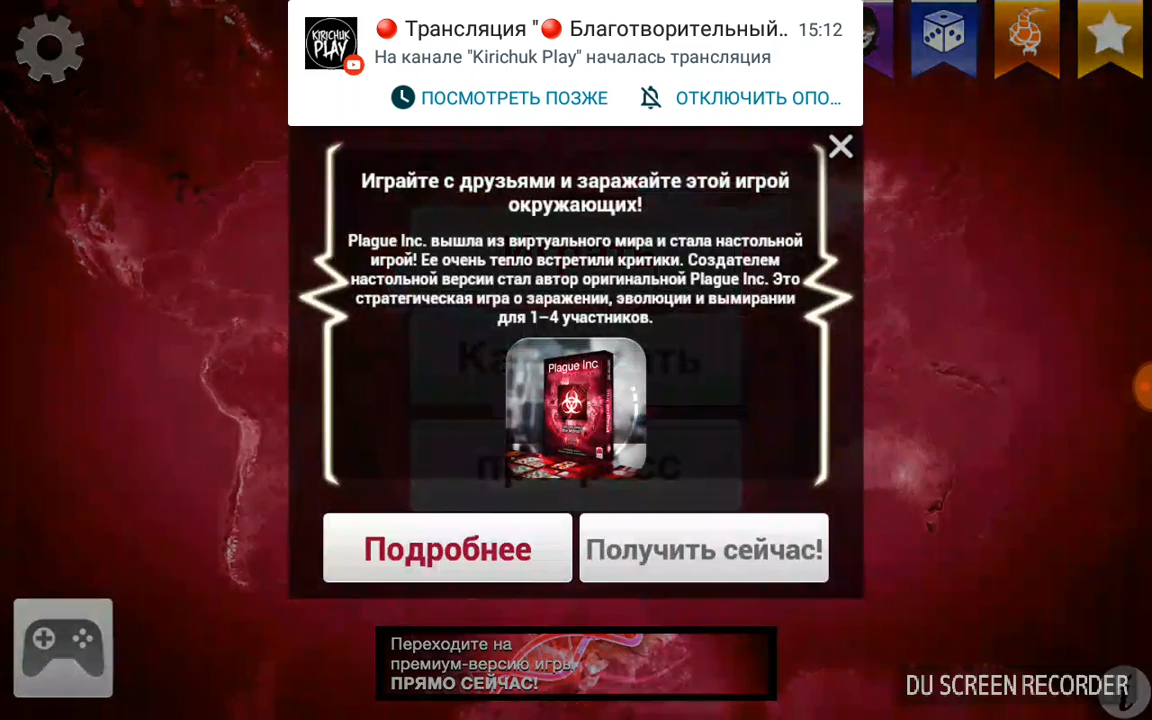 KIRICHUK
PLAY
🔴 Трансляция "🔴 Благотворительный.. 15:12
На канале "Kirichuk Play" началась трансляция
ПОСМОТРЕТЬ ПОЗЖЕ ОТКЛЮЧИТЬ ОПО...
Играйте с друзьями и заражайте этой игрой
окружающих!
Plague Inc. вышла из виртуального мира и стала настольной
игрой! Ее очень тепло встретили критики. Создателем
настольной версии стал автор оригинальной Plague Inc. Это
стратегическая игра о заражении, эволюции и вымирании
для 1–4 участников.
Plague Inc.
Подробнее Получить сейчас!
Переходите на
премиум-версию игры
ПРЯМО СЕЙЧАС!
DU SCREEN RECORDER
i